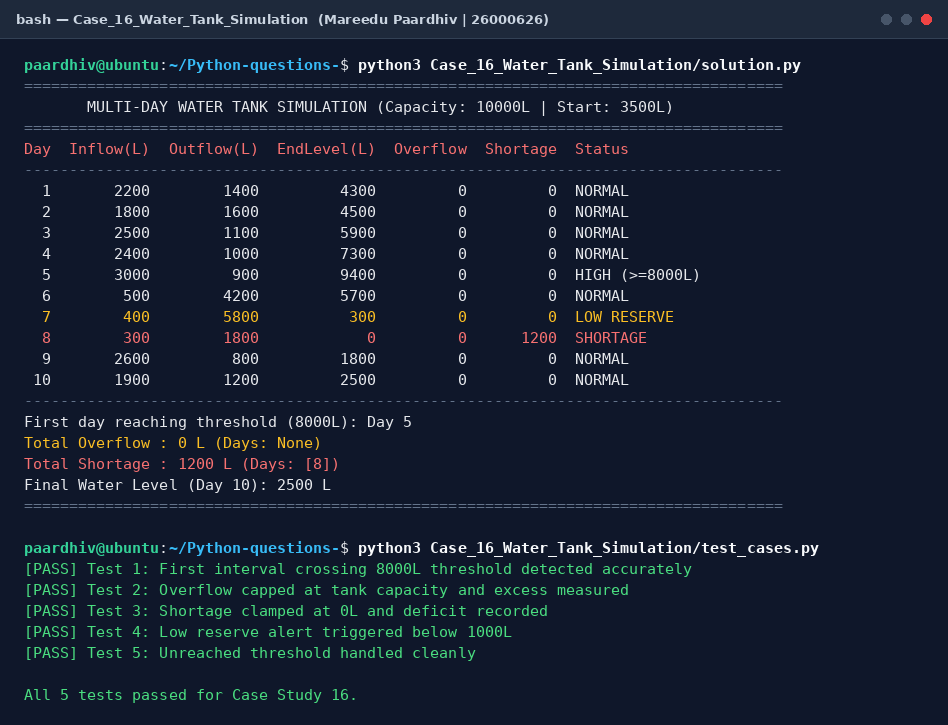 bash — Case_16_Water_Tank_Simulation (Mareedu Paardhiv | 26000626)
paardhiv@ubuntu:~/Python-questions-$ python3 Case_16_Water_Tank_Simulation/solution.py
====================================================================================
       MULTI-DAY WATER TANK SIMULATION (Capacity: 10000L | Start: 3500L)
====================================================================================
Day  Inflow(L)  Outflow(L)  EndLevel(L)  Overflow  Shortage  Status
------------------------------------------------------------------------------------
  1       2200        1400         4300         0         0  NORMAL
  2       1800        1600         4500         0         0  NORMAL
  3       2500        1100         5900         0         0  NORMAL
  4       2400        1000         7300         0         0  NORMAL
  5       3000         900         9400         0         0  HIGH (>=8000L)
  6        500        4200         5700         0         0  NORMAL
  7        400        5800          300         0         0  LOW RESERVE
  8        300        1800            0         0      1200  SHORTAGE
  9       2600         800         1800         0         0  NORMAL
 10       1900        1200         2500         0         0  NORMAL
------------------------------------------------------------------------------------
First day reaching threshold (8000L): Day 5
Total Overflow : 0 L (Days: None)
Total Shortage : 1200 L (Days: [8])
Final Water Level (Day 10): 2500 L
====================================================================================
paardhiv@ubuntu:~/Python-questions-$ python3 Case_16_Water_Tank_Simulation/test_cases.py
[PASS] Test 1: First interval crossing 8000L threshold detected accurately
[PASS] Test 2: Overflow capped at tank capacity and excess measured
[PASS] Test 3: Shortage clamped at 0L and deficit recorded
[PASS] Test 4: Low reserve alert triggered below 1000L
[PASS] Test 5: Unreached threshold handled cleanly
All 5 tests passed for Case Study 16.